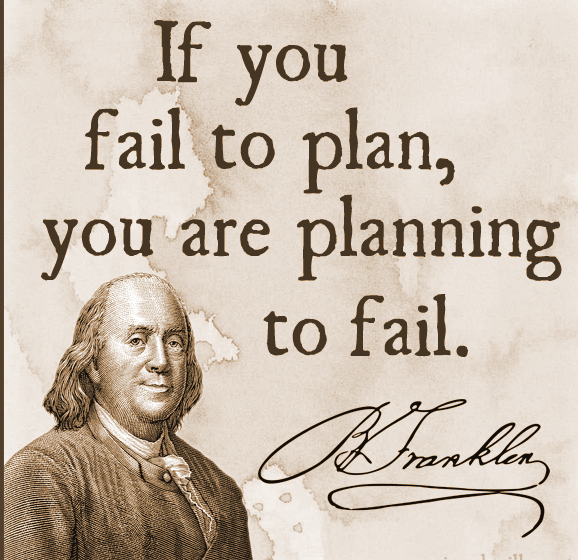 If you
fail to plan,
you are planning
to fail.
B Franklin